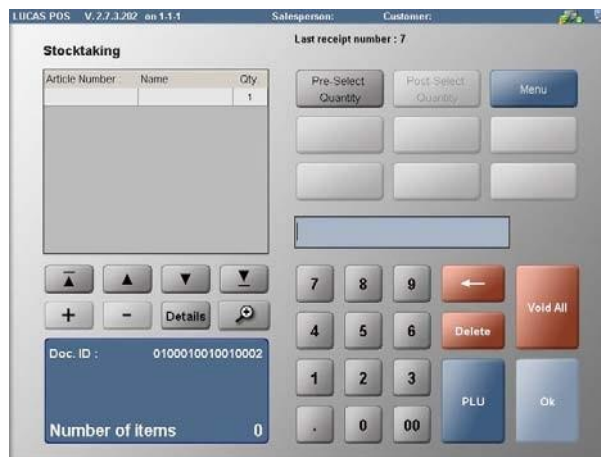 LUCAS POS V. 2.7.3.202 on 1-1-1 Salesperson: Customer:
Last receipt number : 7
Stocktaking
Article Number Name Qty
1
Pre-Select Quantity
Post-Select Quantity
Menu
7 8 9
Void All
+ - Details
4 5 6 Delete
Doc. ID : 0100010010010002
1 2 3
PLU Ok
Number of items 0
. 0 00